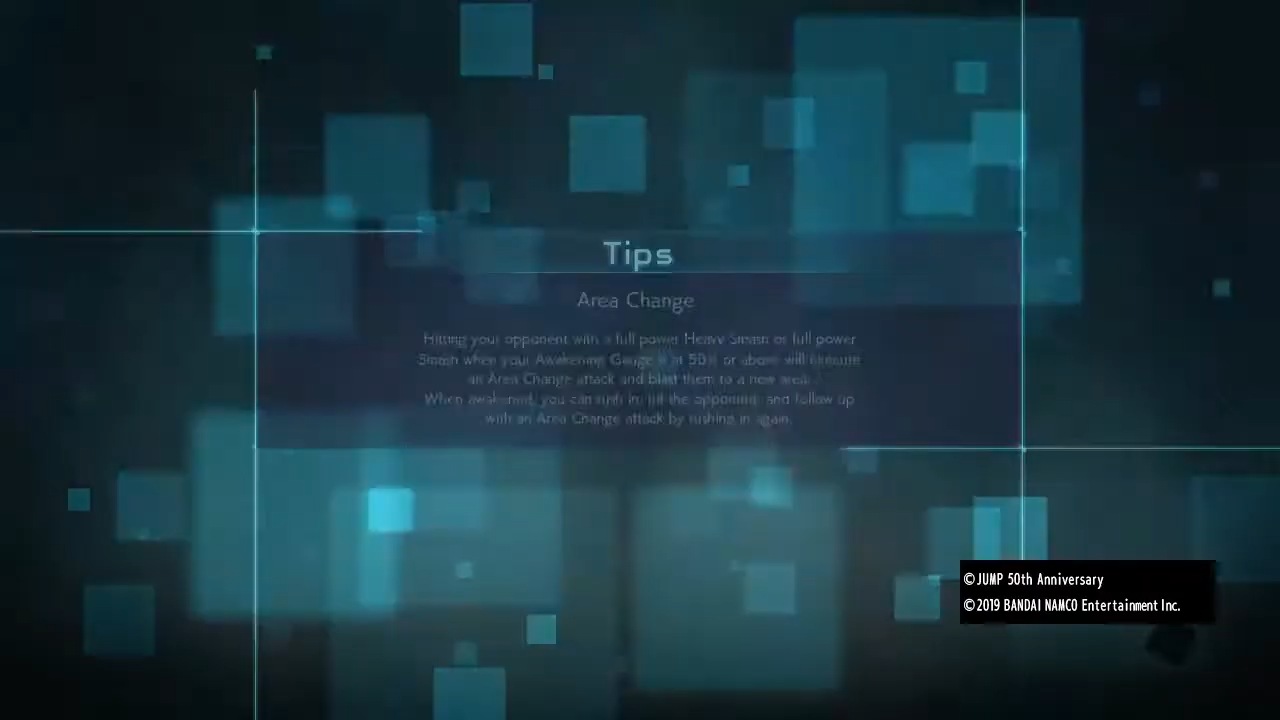 Tips
Area Change
Hitting your opponent with a full power Heavy Smash or full power
Smash when your Awakening Gauge is at 50% or above will execute
an Area Change attack and blast them to a new area.
When awakened, you can rush in, hit the opponent, and follow up
with an Area Change attack by rushing in again.
©JUMP 50th Anniversary
©2019 BANDAI NAMCO Entertainment Inc.